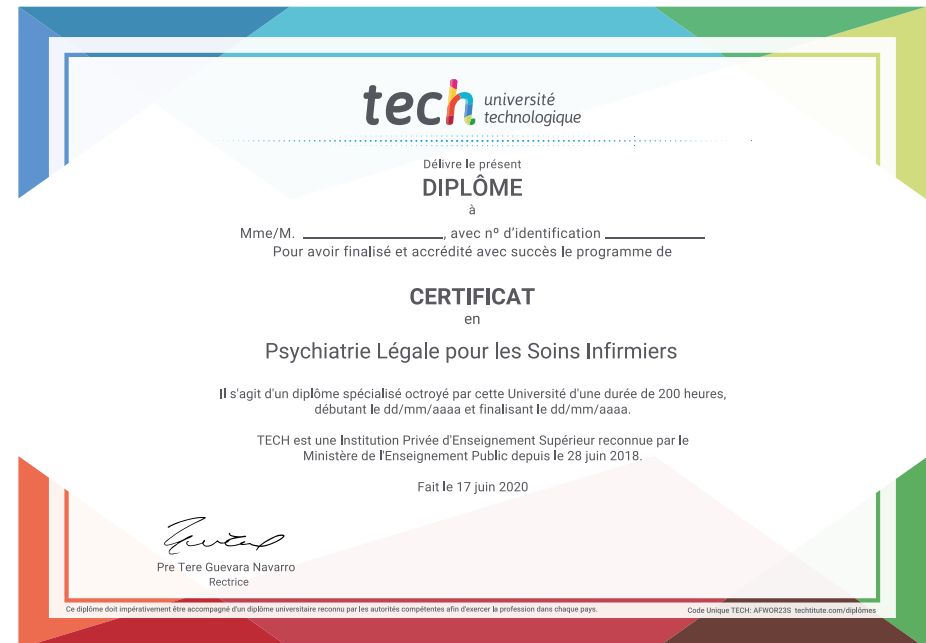 tech université
technologique
Délivre le présent
DIPLÔME
à
Mme/M. ____________________, avec nº d'identification ______________
Pour avoir finalisé et accrédité avec succès le programme de
CERTIFICAT
en
Psychiatrie Légale pour les Soins Infirmiers
Il s'agit d'un diplôme spécialisé octroyé par cette Université d'une durée de 200 heures,
débutant le dd/mm/aaaa et finalisant le dd/mm/aaaa.
TECH est une Institution Privée d'Enseignement Supérieur reconnue par le
Ministère de l'Enseignement Public depuis le 28 juin 2018.
Fait le 17 juin 2020
Pre Tere Guevara Navarro
Rectrice
Ce diplôme doit impérativement être accompagné d'un diplôme universitaire reconnu par les autorités compétentes afin d'exercer la profession dans chaque pays.
Code Unique TECH: AFWOR23S techtitute.com/diplômes